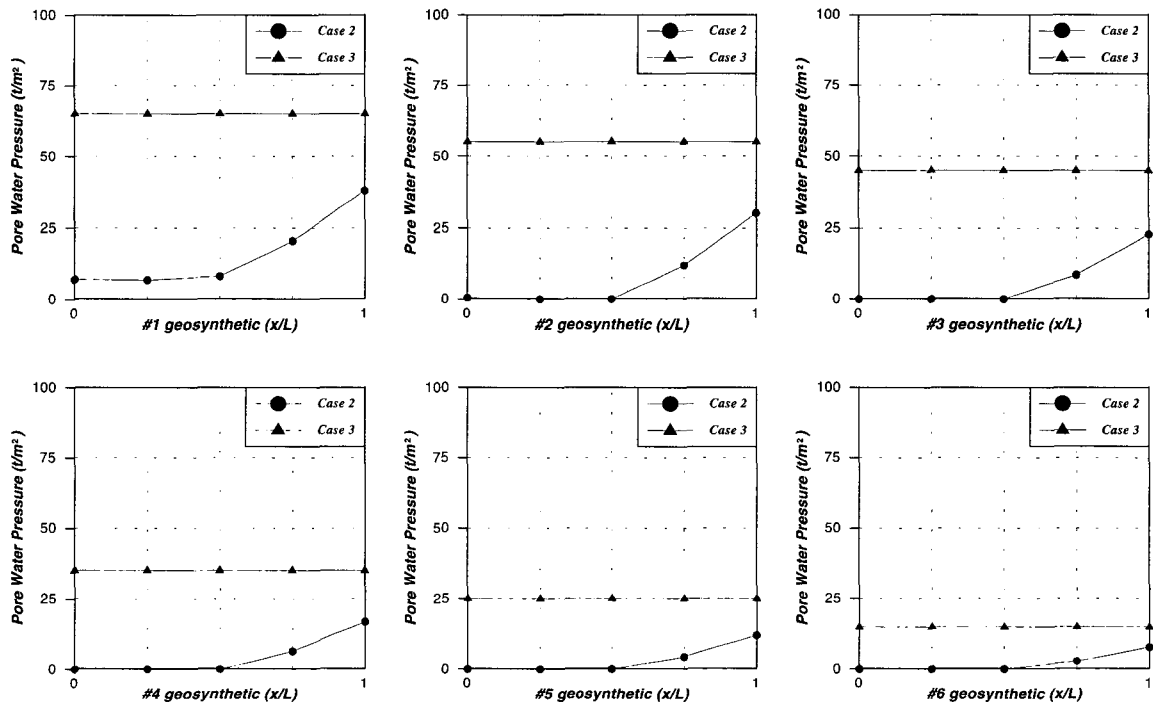 Pore Water Pressure (t/m²)
100
75
50
25
0
Case 2
Case 3
0
1
#1 geosynthetic (x/L)
Pore Water Pressure (t/m²)
100
75
50
25
0
Case 2
Case 3
0
1
#2 geosynthetic (x/L)
Pore Water Pressure (t/m²)
100
75
50
25
0
Case 2
Case 3
0
1
#3 geosynthetic (x/L)
Pore Water Pressure (t/m²)
100
75
50
25
0
Case 2
Case 3
0
1
#4 geosynthetic (x/L)
Pore Water Pressure (t/m²)
100
75
50
25
0
Case 2
Case 3
0
1
#5 geosynthetic (x/L)
Pore Water Pressure (t/m²)
100
75
50
25
0
Case 2
Case 3
0
1
#6 geosynthetic (x/L)